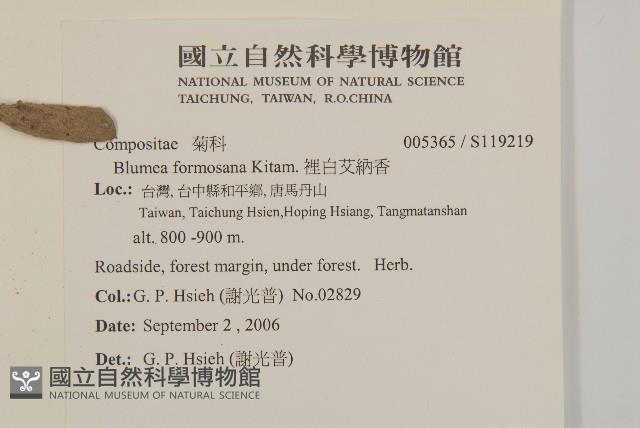 國立自然科學博物館
NATIONAL MUSEUM OF NATURAL SCIENCE
TAICHUNG, TAIWAN, R.O.CHINA
Compositae 菊科 005365 / S119219
Blumea formosana Kitam. 裡白艾納香
Loc.: 台灣, 台中縣和平鄉, 唐馬丹山
Taiwan, Taichung Hsien,Hoping Hsiang, Tangmatanshan
alt. 800 -900 m.
Roadside, forest margin, under forest. Herb.
Col.: G. P. Hsieh (謝光普) No.02829
Date: September 2 , 2006
Det.: G. P. Hsieh (謝光普)
國立自然科學博物館
NATIONAL MUSEUM OF NATURAL SCIENCE